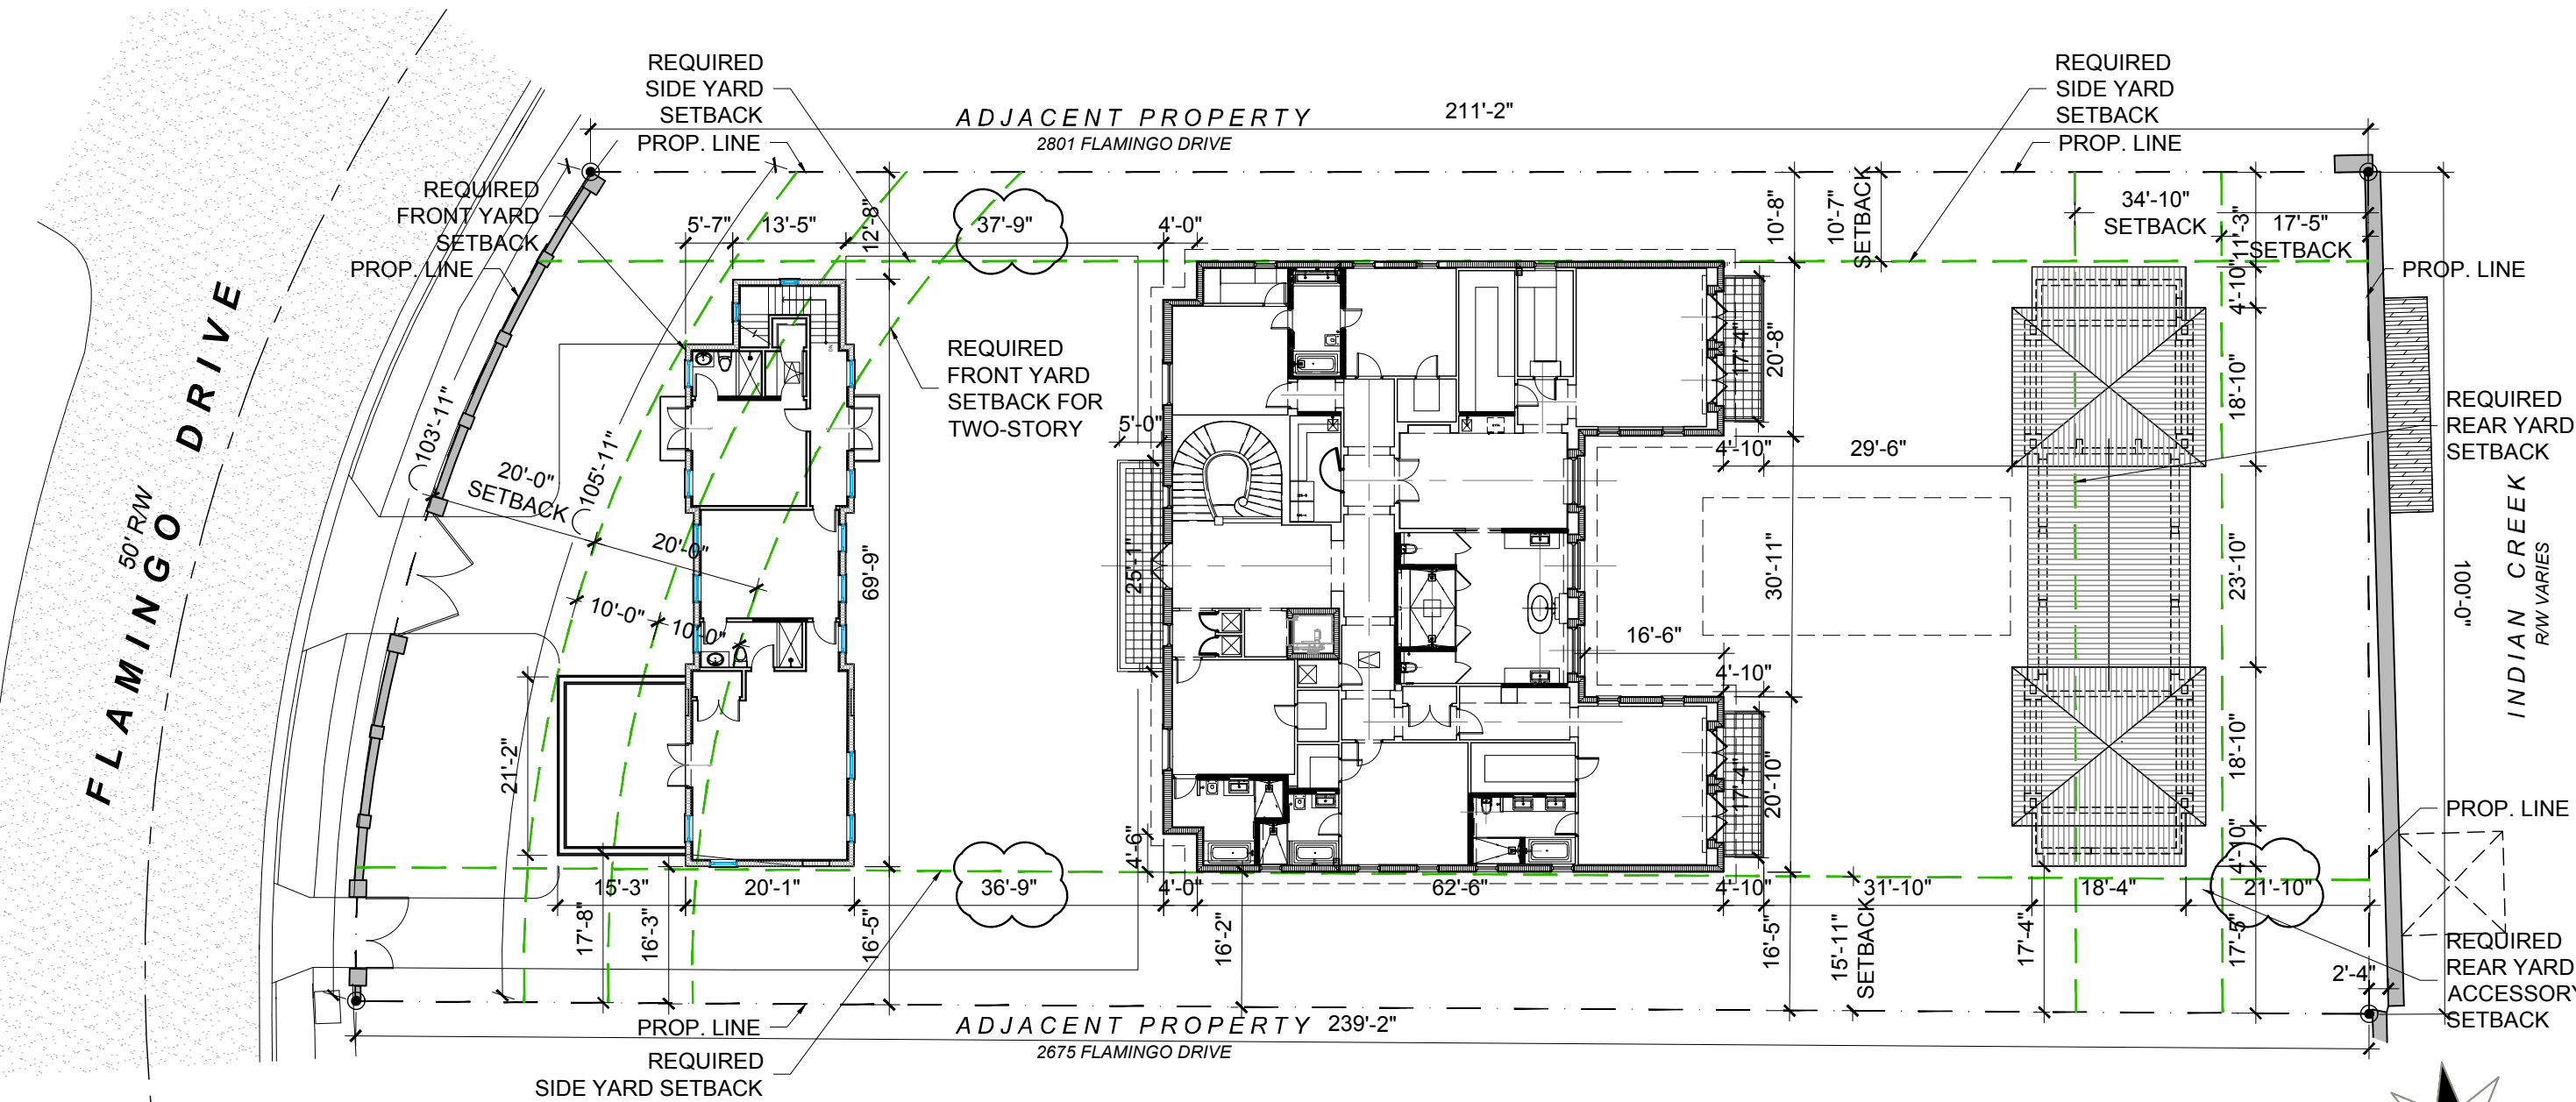 REQUIRED
SIDE YARD
SETBACK
PROP. LINE
ADJACENT PROPERTY
2801 FLAMINGO DRIVE
211'-2"
REQUIRED
SIDE YARD
SETBACK
PROP. LINE
REQUIRED
FRONT YARD
SETBACK
PROP. LINE
5'-7"
13'-5"
12'-8"
37'-9"
4'-0"
10'-8"
10'-7"
SETBACK
34'-10"
SETBACK
11'-3"
17'-5"
SETBACK
4'-10"
PROP. LINE
FLAMINGO DRIVE
50' R/W
103'-11"
20'-0"
SETBACK
105'-11"
20'-0"
10'-0"
10'-0"
69'-9"
REQUIRED
FRONT YARD
SETBACK FOR
TWO-STORY
5'-0"
25'-1"
17'-4"
20'-8"
4'-10"
29'-6"
18'-10"
REQUIRED
REAR YARD
SETBACK
30'-11"
23'-10"
16'-6"
4'-10"
INDIAN CREEK
R/W VARIES
100'-0"
21'-2"
17'-4"
20'-10"
18'-10"
PROP. LINE
4'-6"
4'-10"
15'-3"
20'-1"
36'-9"
4'-0"
62'-6"
4'-10"
31'-10"
18'-4"
21'-10"
17'-8"
16'-3"
16'-5"
16'-2"
16'-5"
15'-11"
SETBACK
17'-4"
17'-5"
2'-4"
REQUIRED
REAR YARD
ACCESSORY
SETBACK
PROP. LINE
ADJACENT PROPERTY
239'-2"
2675 FLAMINGO DRIVE
REQUIRED
SIDE YARD SETBACK